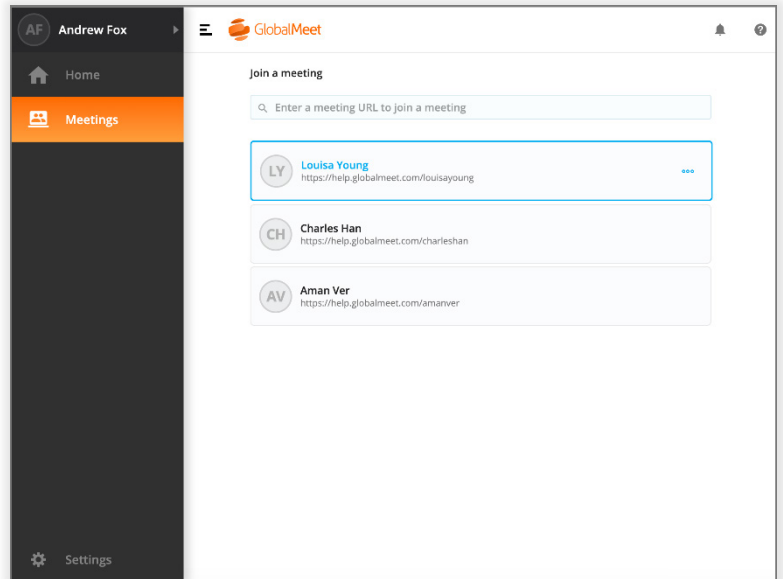 AF
Andrew Fox
Home
Meetings
Settings
GlobalMeet
Join a meeting
Enter a meeting URL to join a meeting
LY
Louisa Young
https://help.globalmeet.com/louisayoung
CH
Charles Han
https://help.globalmeet.com/charleshan
AV
Aman Ver
https://help.globalmeet.com/amanver